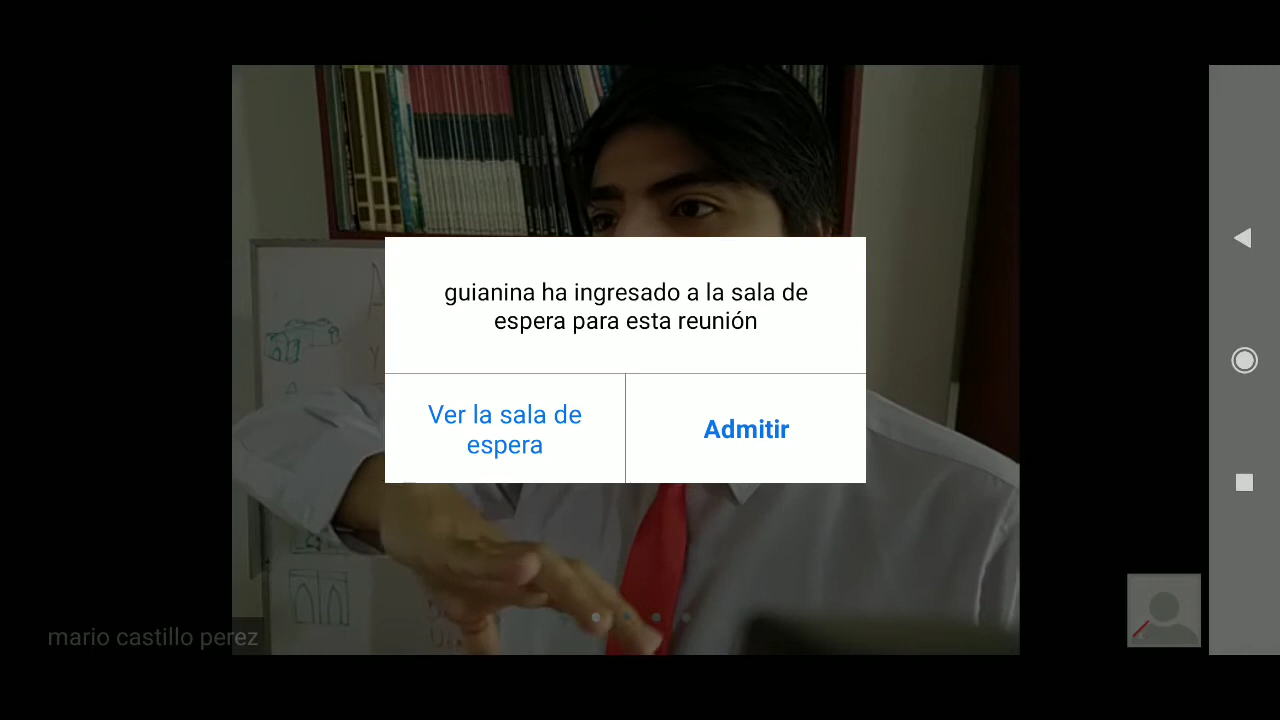 guianina ha ingresado a la sala de
espera para esta reunión
Ver la sala de
espera
Admitir
mario castillo perez